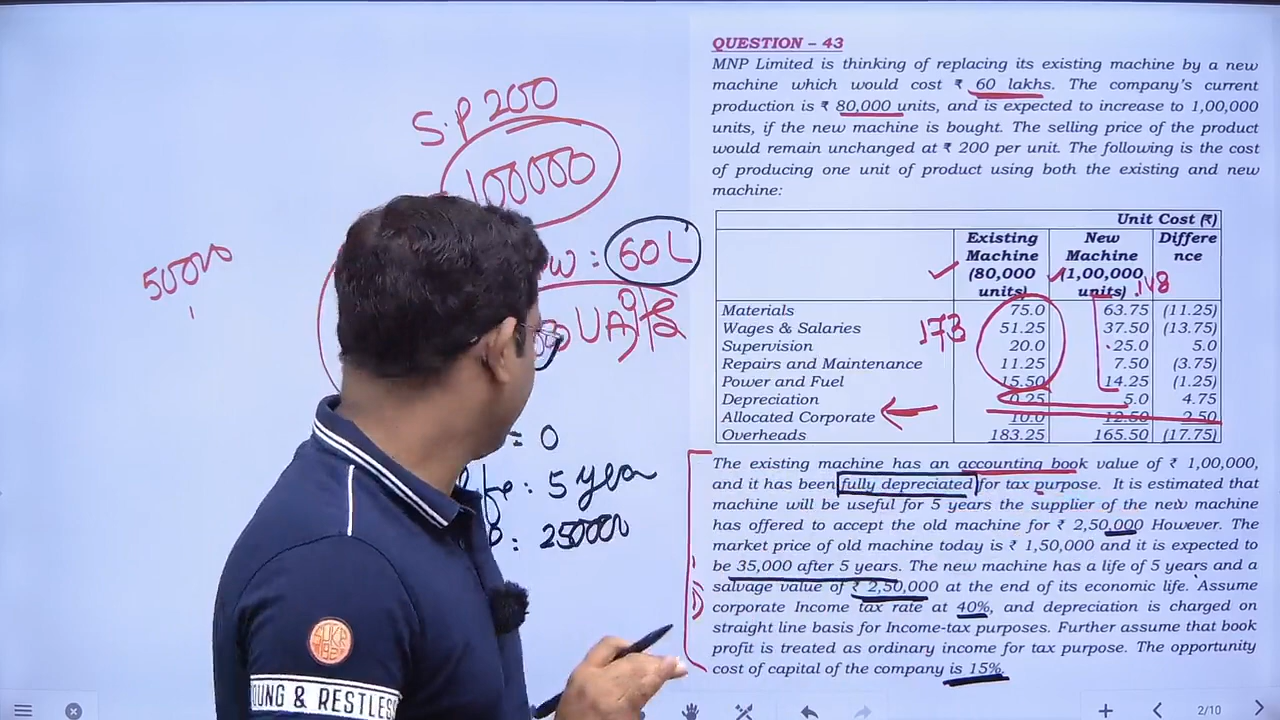 QUESTION – 43
MNP Limited is thinking of replacing its existing machine by a new
machine which would cost ₹ 60 lakhs. The company's current
production is ₹ 80,000 units, and is expected to increase to 1,00,000
units, if the new machine is bought. The selling price of the product
would remain unchanged at ₹ 200 per unit. The following is the cost
of producing one unit of product using both the existing and new
machine:
Unit Cost (₹)
Existing Machine (80,000 units) New Machine (1,00,000 units) Differe nce
Materials 75.0 63.75 (11.25)
Wages & Salaries 51.25 37.50 (13.75)
Supervision 20.0 25.0 5.0
Repairs and Maintenance 11.25 7.50 (3.75)
Power and Fuel 15.50 14.25 (1.25)
Depreciation 0.25 5.0 4.75
Allocated Corporate 10.0 12.50 2.50
Overheads 183.25 165.50 (17.75)
173
148
The existing machine has an accounting book value of ₹ 1,00,000,
and it has been fully depreciated for tax purpose. It is estimated that
machine will be useful for 5 years the supplier of the new machine
has offered to accept the old machine for ₹ 2,50,000 However. The
market price of old machine today is ₹ 1,50,000 and it is expected to
be 35,000 after 5 years. The new machine has a life of 5 years and a
salvage value of ₹ 2,50,000 at the end of its economic life. Assume
corporate Income tax rate at 40%, and depreciation is charged on
straight line basis for Income-tax purposes. Further assume that book
profit is treated as ordinary income for tax purpose. The opportunity
cost of capital of the company is 15%.
S.P 200
100000
: 60L
= 0
: 5 year
: 250000
SUKR
OUNG & RESTLES
2/10